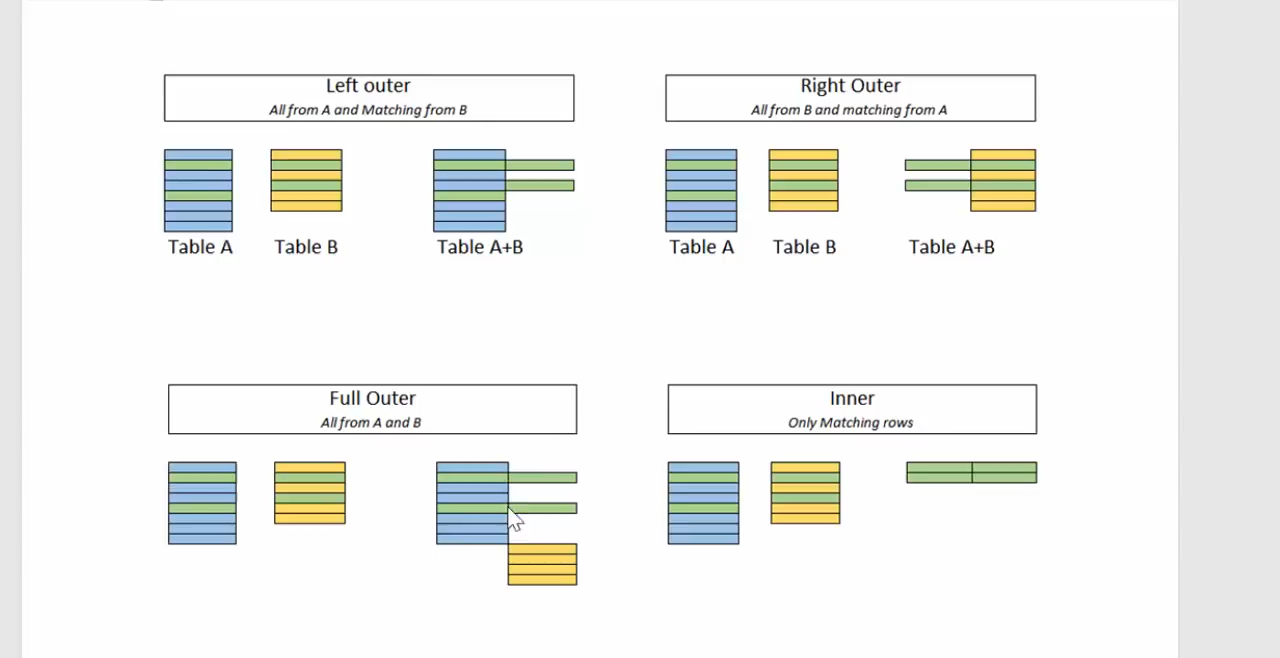 Left outer
All from A and Matching from B
Table A
Table B
Table A+B
Right Outer
All from B and matching from A
Table A
Table B
Table A+B
Full Outer
All from A and B
Inner
Only Matching rows